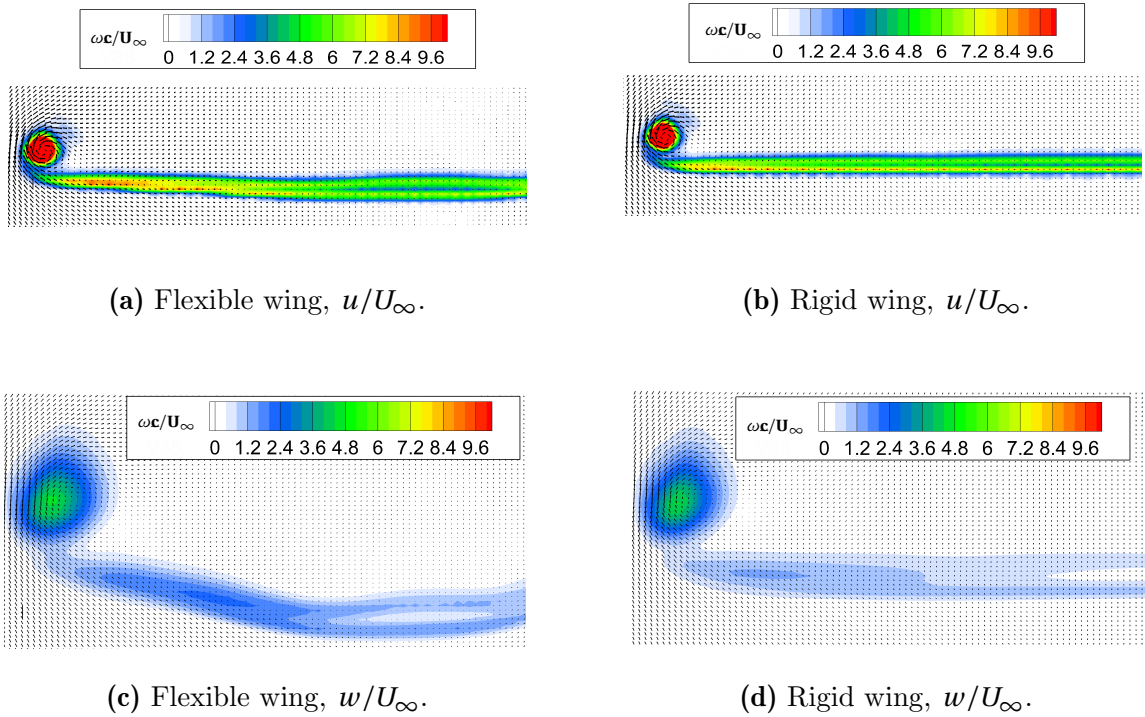 ωc/U∞
0 1.2 2.4 3.6 4.8 6 7.2 8.4 9.6
ωc/U∞
0 1.2 2.4 3.6 4.8 6 7.2 8.4 9.6
(a) Flexible wing, u/U∞.
(b) Rigid wing, u/U∞.
ωc/U∞
0 1.2 2.4 3.6 4.8 6 7.2 8.4 9.6
ωc/U∞
0 1.2 2.4 3.6 4.8 6 7.2 8.4 9.6
(c) Flexible wing, w/U∞.
(d) Rigid wing, w/U∞.